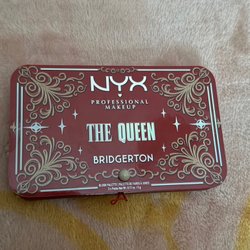 NYX
PROFESSIONAL
MAKEUP
THE QUEEN
BRIDGERTON